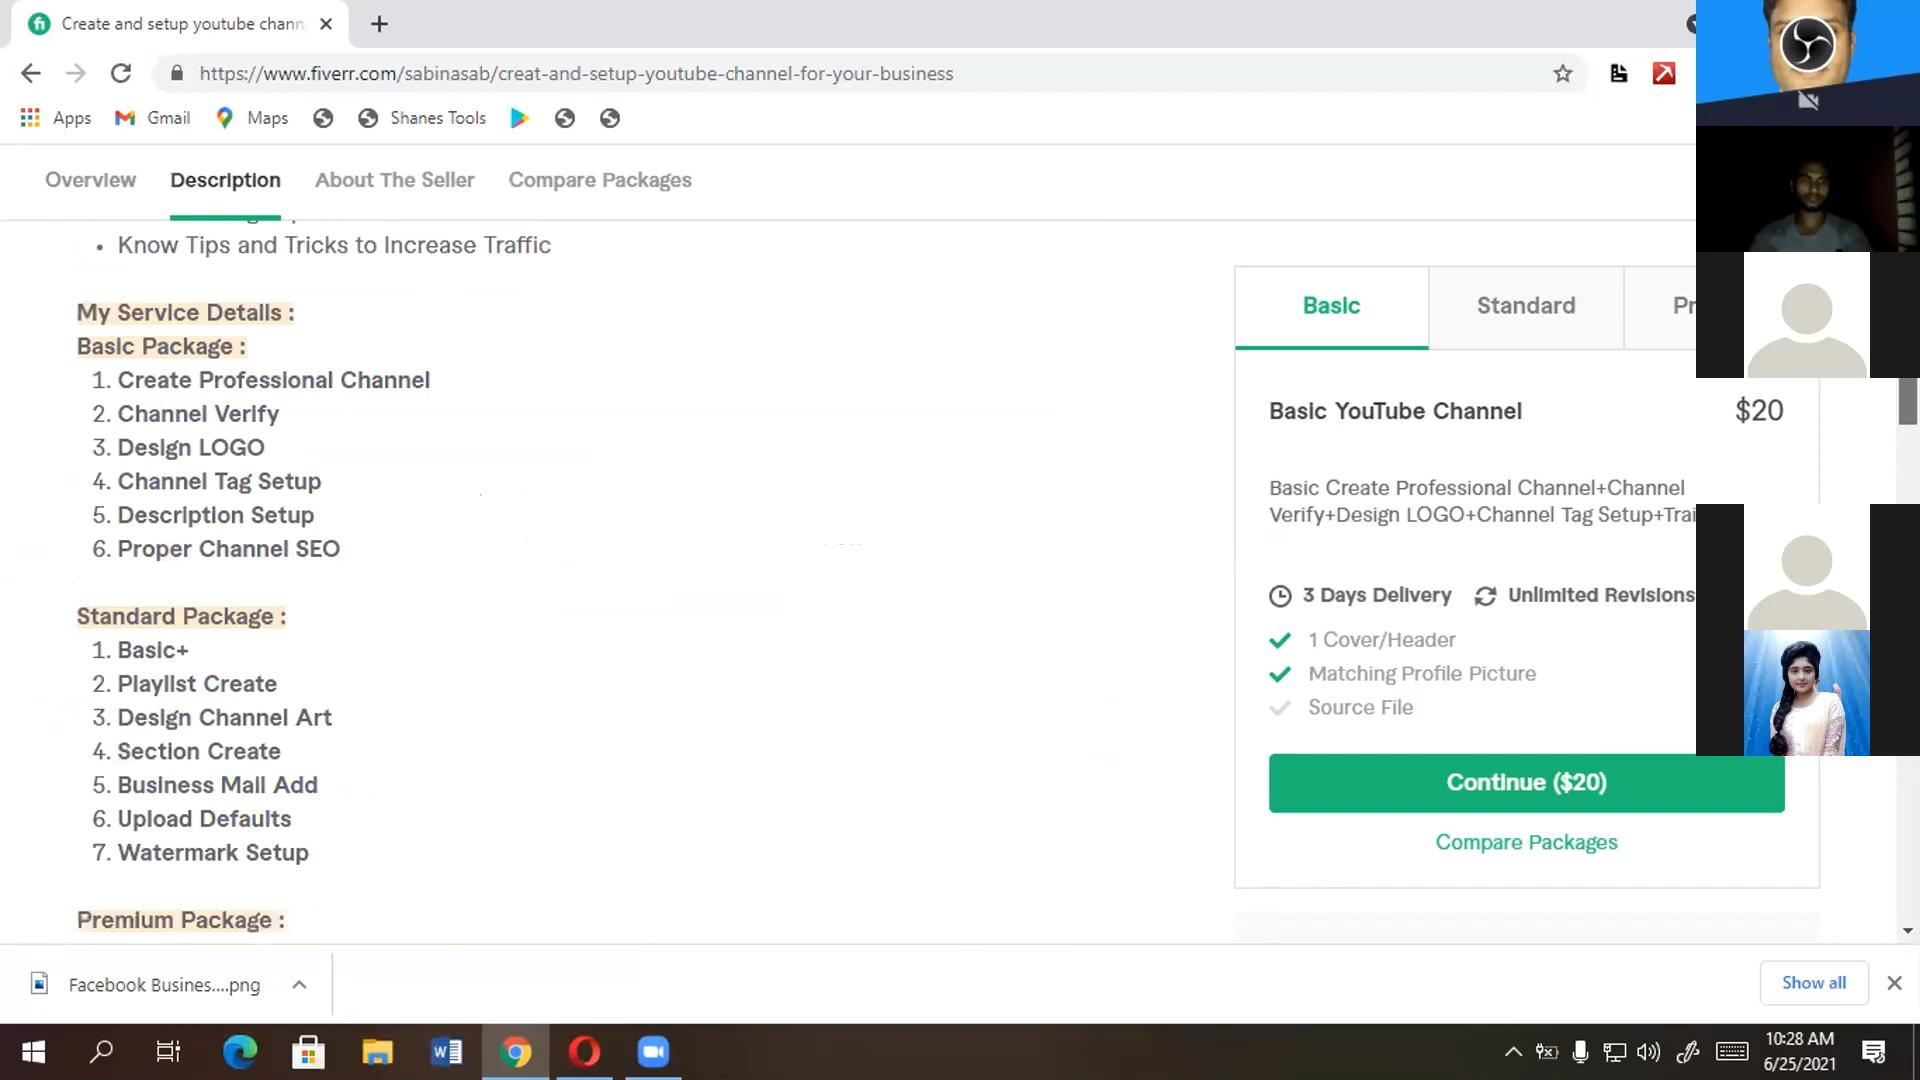 Create and setup youtube chann
https://www.fiverr.com/sabinasab/creat-and-setup-youtube-channel-for-your-business
Apps
Gmail
Maps
Shanes Tools
Overview
Description
About The Seller
Compare Packages
• Know Tips and Tricks to Increase Traffic
My Service Details :
Basic Package :
1. Create Professional Channel
2. Channel Verify
3. Design LOGO
4. Channel Tag Setup
5. Description Setup
6. Proper Channel SEO
Standard Package :
1. Basic+
2. Playlist Create
3. Design Channel Art
4. Section Create
5. Business Mail Add
6. Upload Defaults
7. Watermark Setup
Premium Package :
Basic
Standard
Pr
Basic YouTube Channel
$20
Basic Create Professional Channel+Channel
Verify+Design LOGO+Channel Tag Setup+Trai
3 Days Delivery
Unlimited Revisions
1 Cover/Header
Matching Profile Picture
Source File
Continue ($20)
Compare Packages
Facebook Busines....png
Show all
10:28 AM
6/25/2021